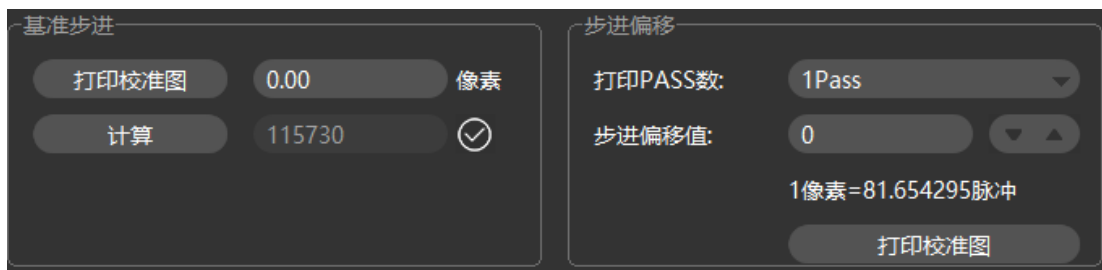 基准步进
打印校准图 0.00 像素
计算 115730
步进偏移
打印PASS数: 1Pass
步进偏移值: 0
1像素=81.654295脉冲
打印校准图